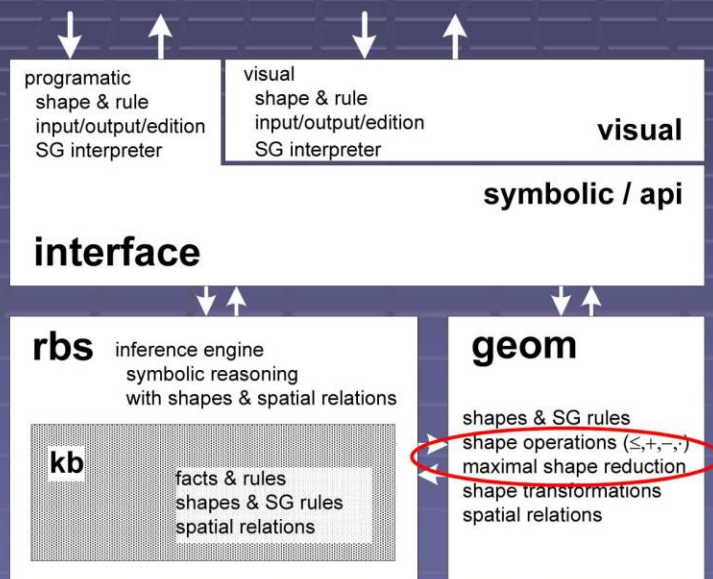 programatic
shape & rule
input/output/edition
SG interpreter
visual
shape & rule
input/output/edition
SG interpreter
visual
symbolic / api
interface
rbs
inference engine
symbolic reasoning
with shapes & spatial relations
kb
facts & rules
shapes & SG rules
spatial relations
geom
shapes & SG rules
shape operations (≤,+,−,·)
maximal shape reduction
shape transformations
spatial relations